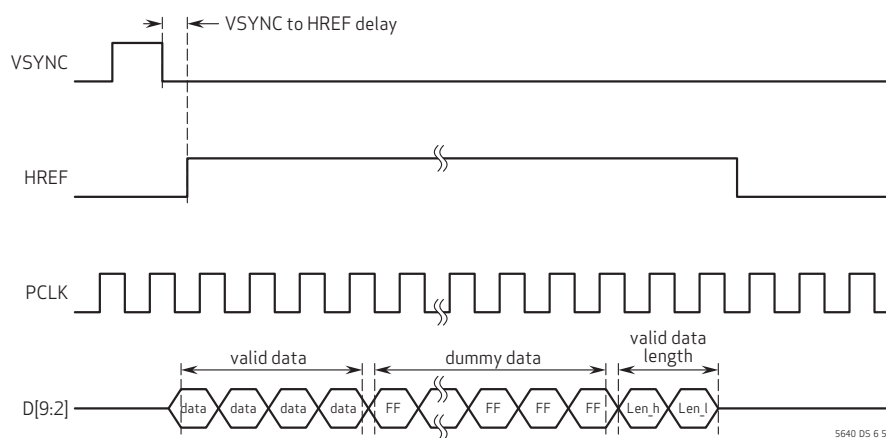 VSYNC to HREF delay
VSYNC
HREF
PCLK
valid data
dummy data
valid data
length
D[9:2]
data
data
data
data
FF
FF
FF
FF
Len_h
Len_l
5640 DS 6 5